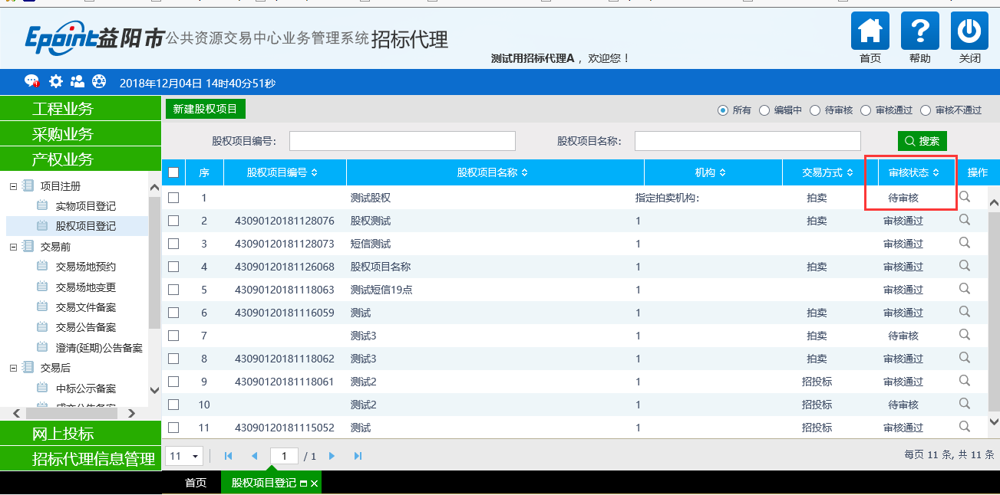 Epoint益阳市公共资源交易中心业务管理系统 招标代理
测试用招标代理A ，欢迎您！
首页 帮助 关闭
2018年12月04日 14时40分51秒
工程业务
采购业务
产权业务
项目注册
实物项目登记
股权项目登记
交易前
交易场地预约
交易场地变更
交易文件备案
交易公告备案
澄清(延期)公告备案
交易后
中标公示备案
成交公告备案
网上投标
招标代理信息管理
新建股权项目 所有 编辑中 待审核 审核通过 审核不通过
股权项目编号： 股权项目名称： 搜索
序 股权项目编号 股权项目名称 机构 交易方式 审核状态 操作
1 测试股权 指定拍卖机构： 拍卖 待审核
2 43090120181128076 股权测试 1 拍卖 审核通过
3 43090120181128073 短信测试 1 审核通过
4 43090120181126068 股权项目名称 1 拍卖 审核通过
5 43090120181118063 测试短信19点 1 审核通过
6 43090120181116059 测试 1 拍卖 审核通过
7 测试3 1 拍卖 待审核
8 43090120181118062 测试3 1 拍卖 审核通过
9 43090120181118061 测试2 1 招投标 审核通过
10 测试2 1 招投标 待审核
11 43090120181115052 测试 1 招投标 审核通过
11 1 / 1 每页 11 条, 共 11 条
首页 股权项目登记